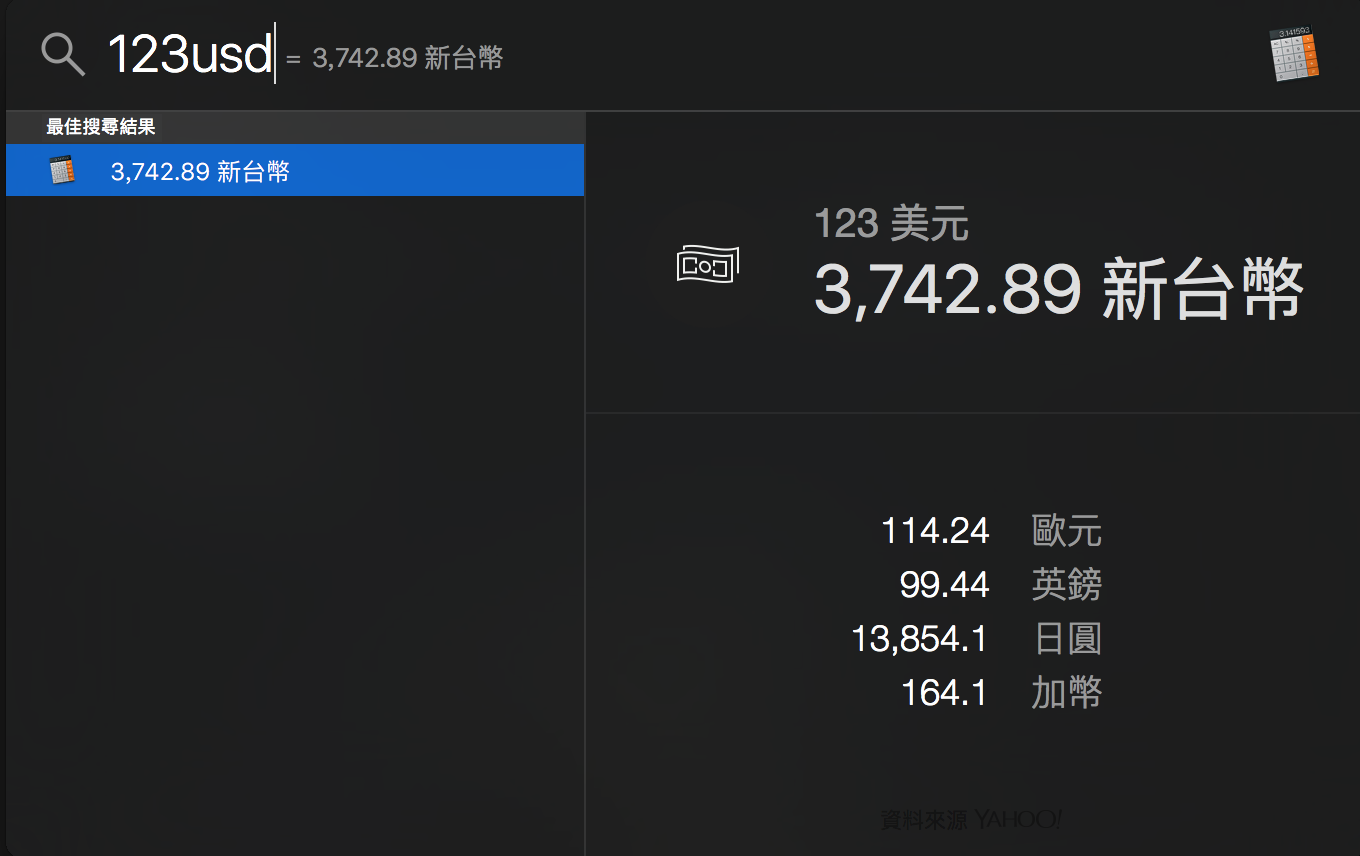 123usd = 3,742.89 新台幣
3.141593
最佳搜尋結果
3,742.89 新台幣
123 美元
3,742.89 新台幣
114.24 歐元
99.44 英鎊
13,854.1 日圓
164.1 加幣
資料來源 YAHOO!